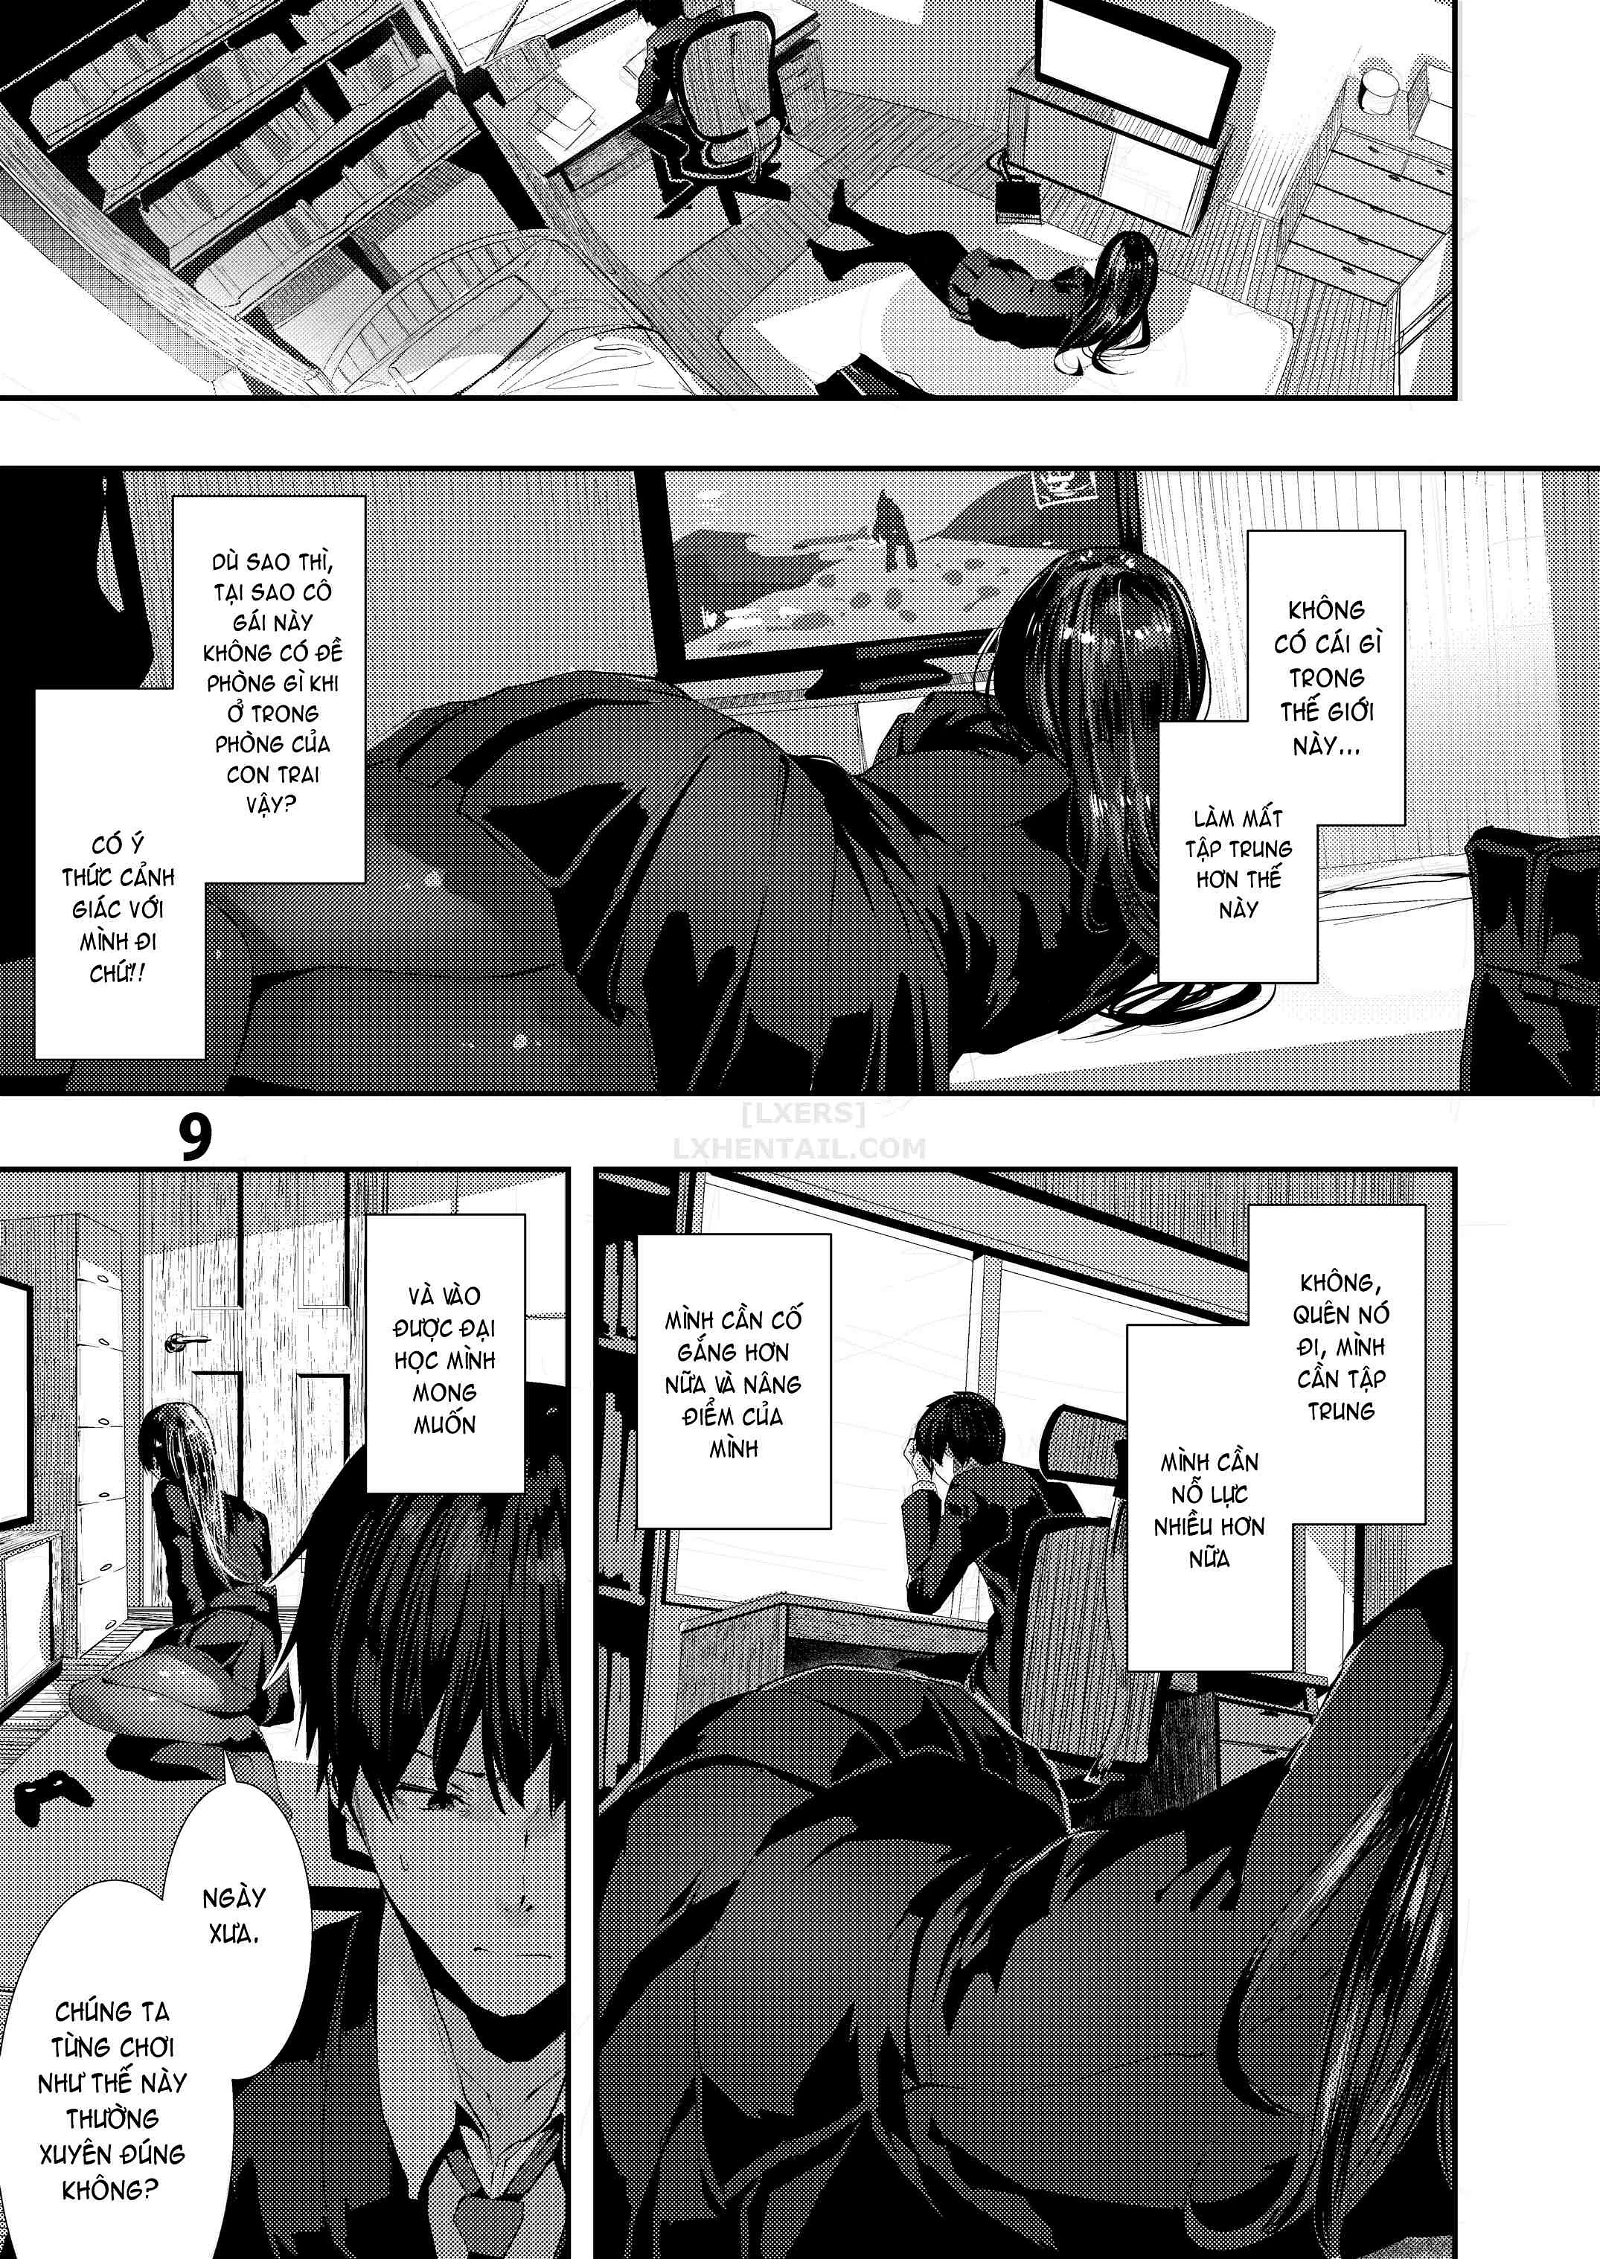 KHÔNG
CÓ CÁI GÌ
TRONG
THẾ GIỚI
NÀY...
LÀM MẤT
TẬP TRUNG
HƠN THẾ
NÀY
DÙ SAO THÌ,
TẠI SAO CÔ
GÁI NÀY
KHÔNG CÓ ĐỀ
PHÒNG GÌ KHI
Ở TRONG
PHÒNG CỦA
CON TRAI
VẬY?
CÓ Ý
THỨC CẢNH
GIÁC VỚI
MÌNH ĐI
CHỨ!!
[LXERS]
LXHENTAIL.COM
9
KHÔNG,
QUÊN NÓ
ĐI, MÌNH
CẦN TẬP
TRUNG
MÌNH CẦN
NỖ LỰC
NHIỀU HƠN
NỮA
MÌNH CẦN CỐ
GẮNG HƠN
NỮA VÀ NÂNG
ĐIỂM CỦA
MÌNH
VÀ VÀO
ĐƯỢC ĐẠI
HỌC MÌNH
MONG
MUỐN
NGÀY
XƯA.
CHÚNG TA
TỪNG CHƠI
NHƯ THẾ NÀY
THƯỜNG
XUYÊN ĐÚNG
KHÔNG?